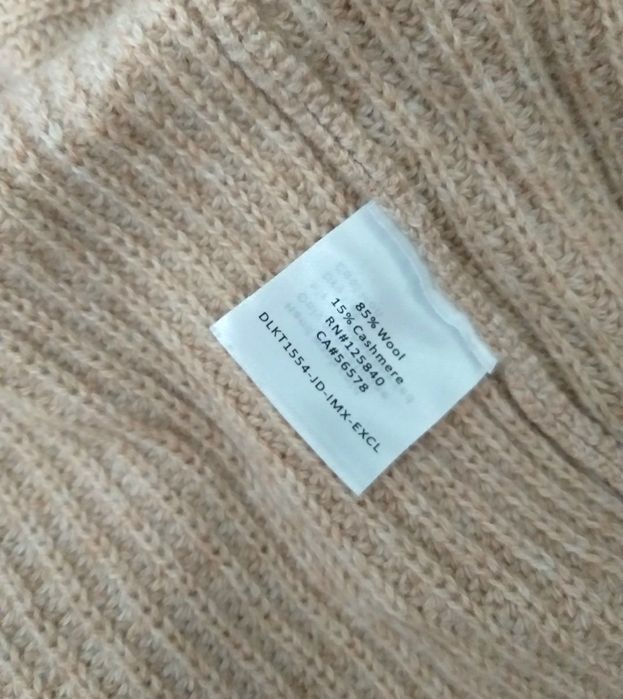 85% Wool
15% Cashmere
RN#125840
CA#56578
DLKT1554-JD-IMX-EXCL